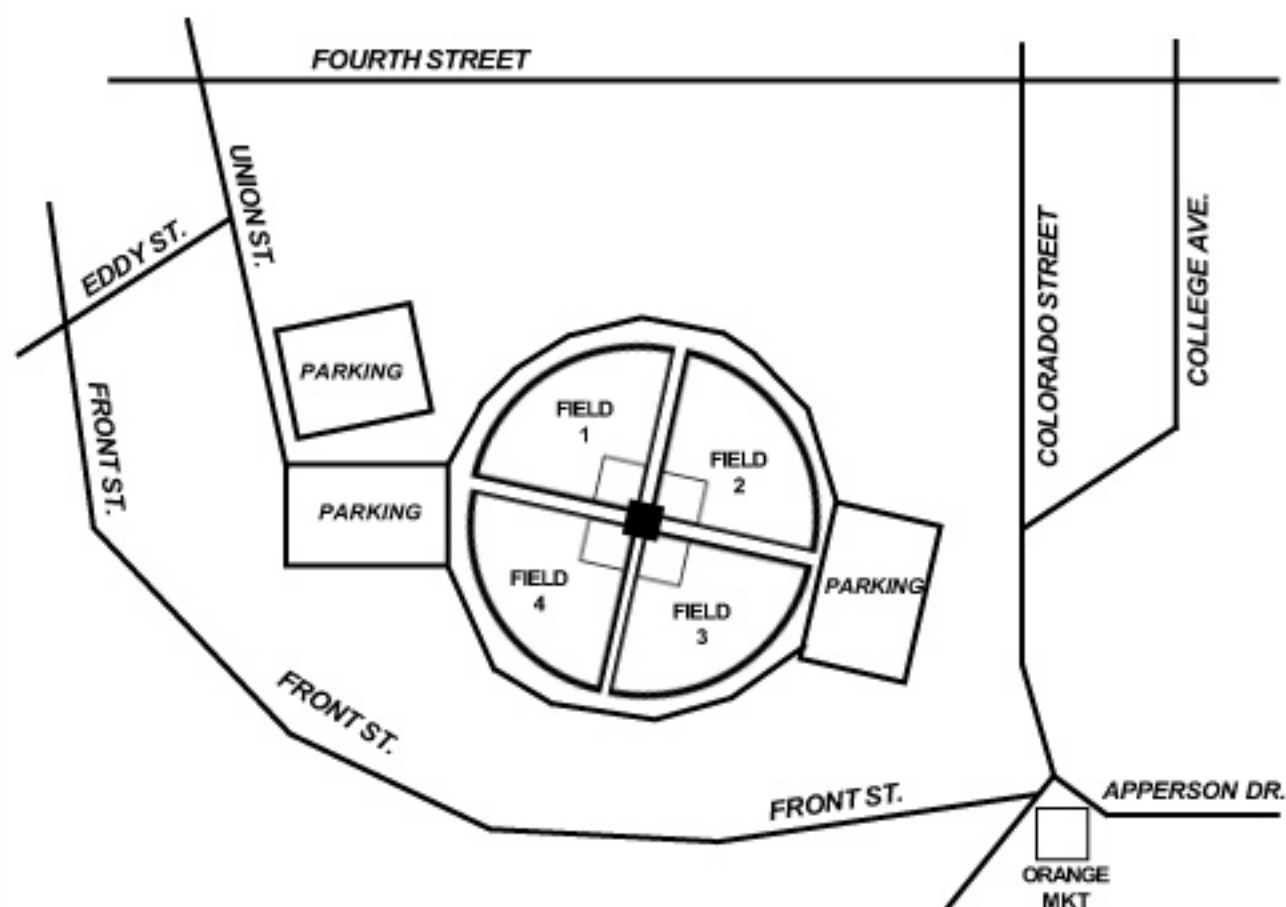 FOURTH STREET
UNION ST.
EDDY ST.
COLORADO STREET
COLLEGE AVE.
PARKING
FRONT ST.
FIELD
1
FIELD
2
PARKING
FIELD
4
FIELD
3
PARKING
FRONT ST.
FRONT ST.
APPERSON DR.
ORANGE
MKT